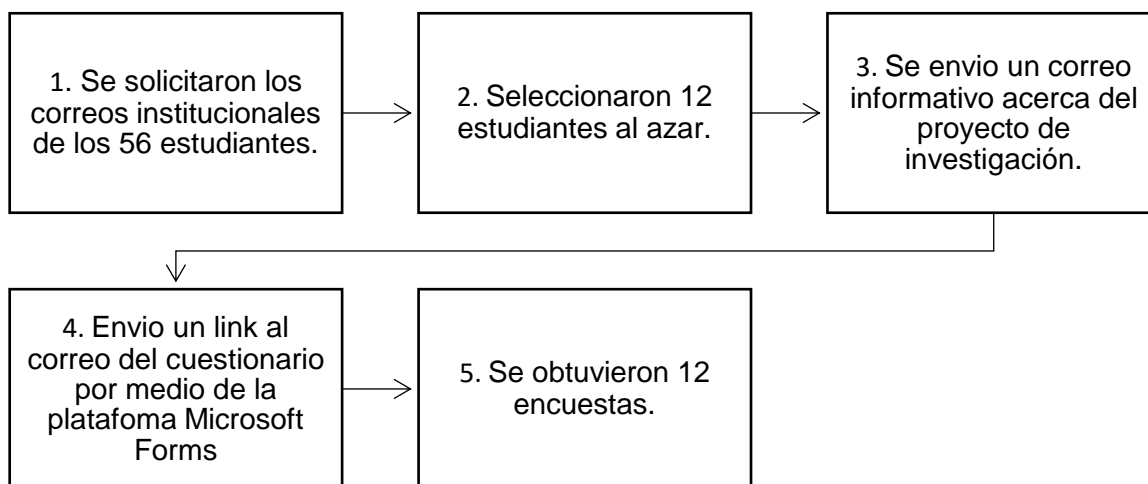 1. Se solicitaron los
correos institucionales
de los 56 estudiantes.
2. Seleccionaron 12
estudiantes al azar.
3. Se envio un correo
informativo acerca del
proyecto de
investigación.
4. Envio un link al
correo del cuestionario
por medio de la
platafoma Microsoft
Forms
5. Se obtuvieron 12
encuestas.